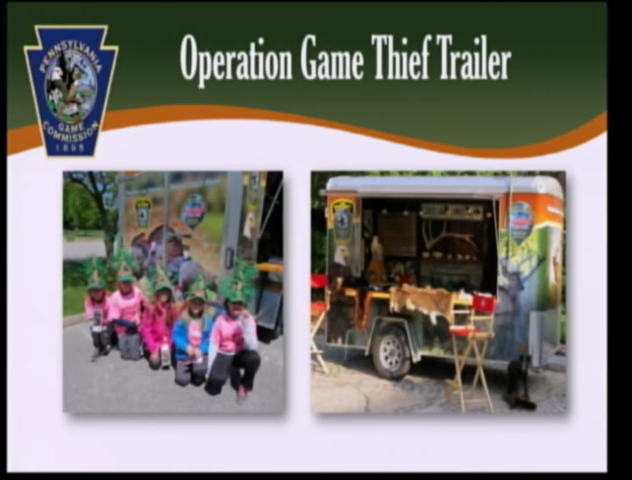 Operation Game Thief Trailer
PENNSYLVANIA
GAME
COMMISSION
1895